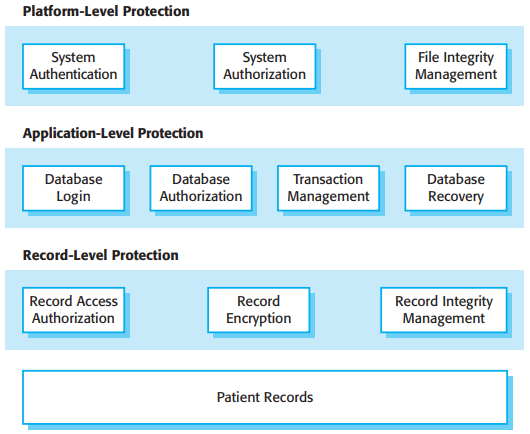 Platform-Level Protection
System
Authentication
System
Authorization
File Integrity
Management
Application-Level Protection
Database
Login
Database
Authorization
Transaction
Management
Database
Recovery
Record-Level Protection
Record Access
Authorization
Record
Encryption
Record Integrity
Management
Patient Records